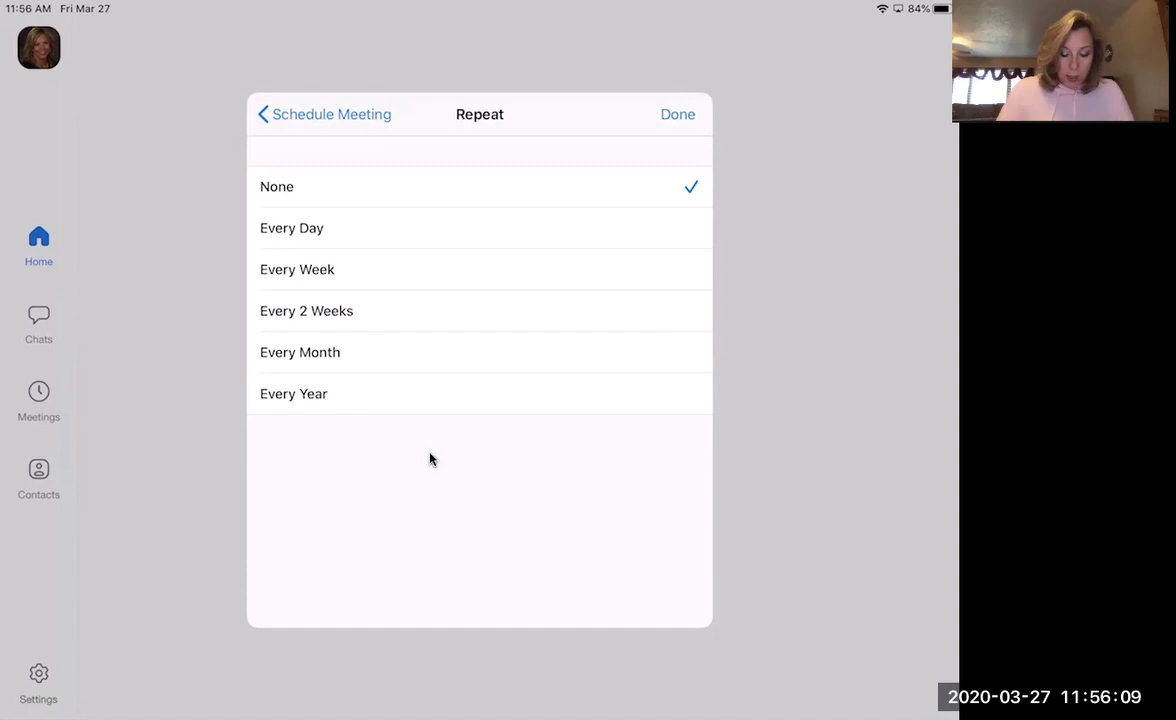 11:56 AM Fri Mar 27
84%
Schedule Meeting
Repeat
Done
None
Every Day
Every Week
Every 2 Weeks
Every Month
Every Year
Home
Chats
Meetings
Contacts
Settings
2020-03-27 11:56:09